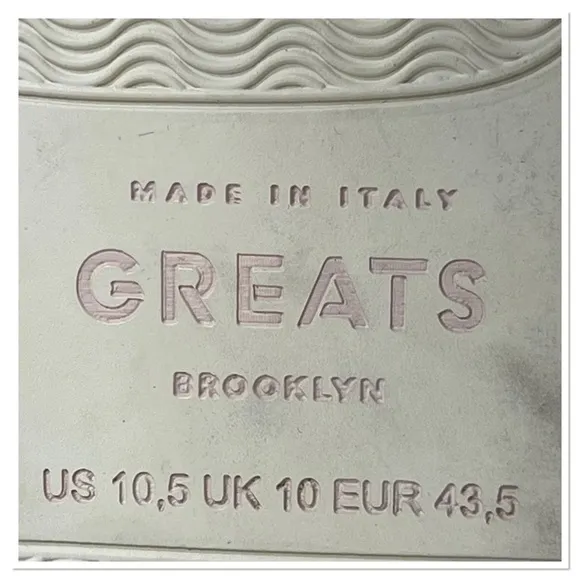 MADE IN ITALY
GREATS
BROOKLYN
US 10,5 UK 10 EUR 43,5